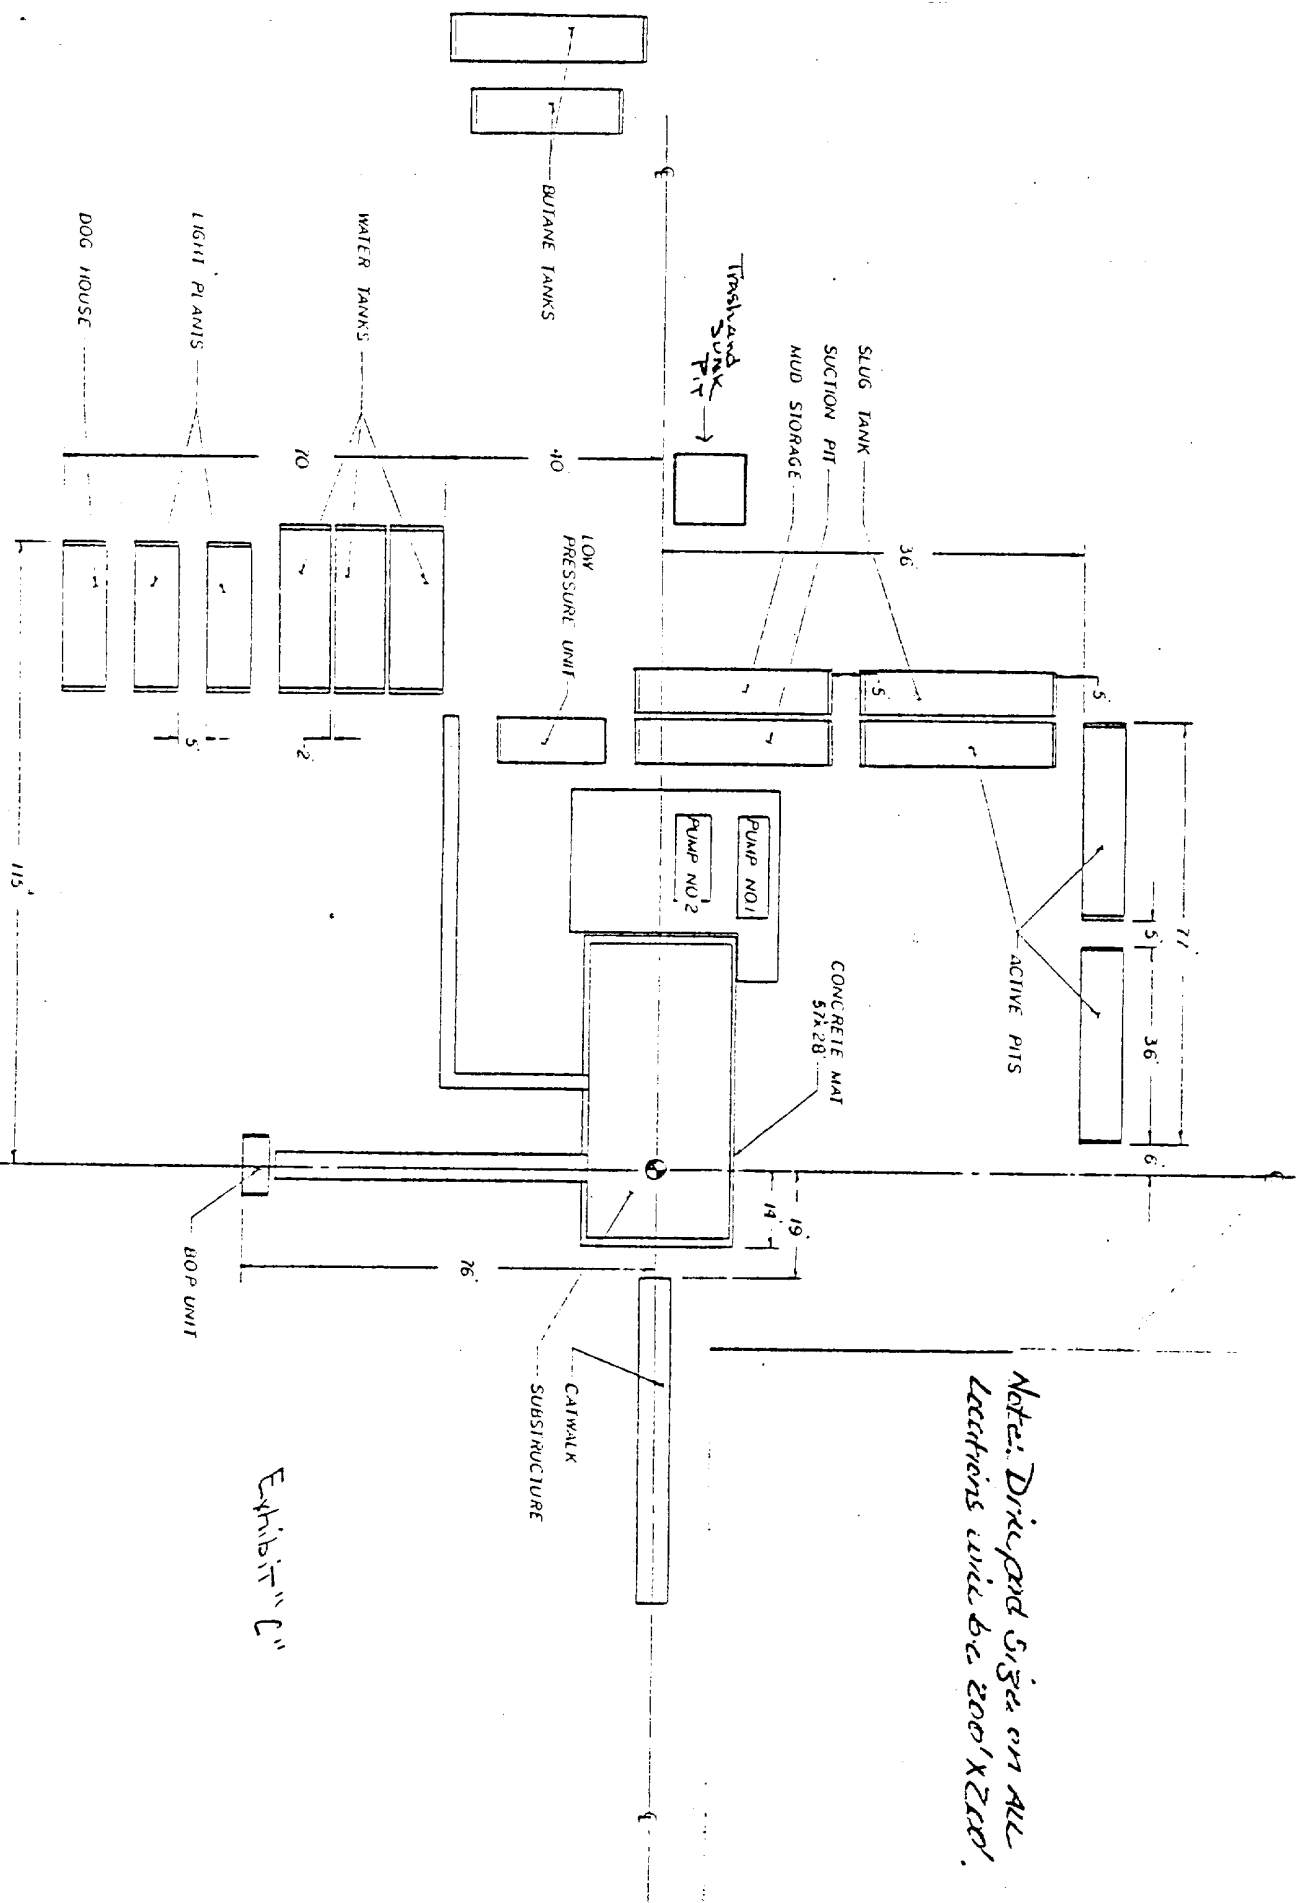 Note: Drill pad Size on ALL
Locations will be 200' X 200'.
71'
36'
5'
6'
ACTIVE PITS
5'
5'
36'
SLUG TANK
SUCTION PIT
MUD STORAGE
CONCRETE MAT
57'x28'
19'
14'
PUMP NO.1
PUMP NO.2
Trash and
Junk
Pit
℄
℄
℄
LOW
PRESSURE UNIT
BUTANE TANKS
CATWALK
SUBSTRUCTURE
40'
76'
70'
WATER TANKS
2'
5'
LIGHT PLANTS
DOG HOUSE
BOP UNIT
115'
Exhibit "C"